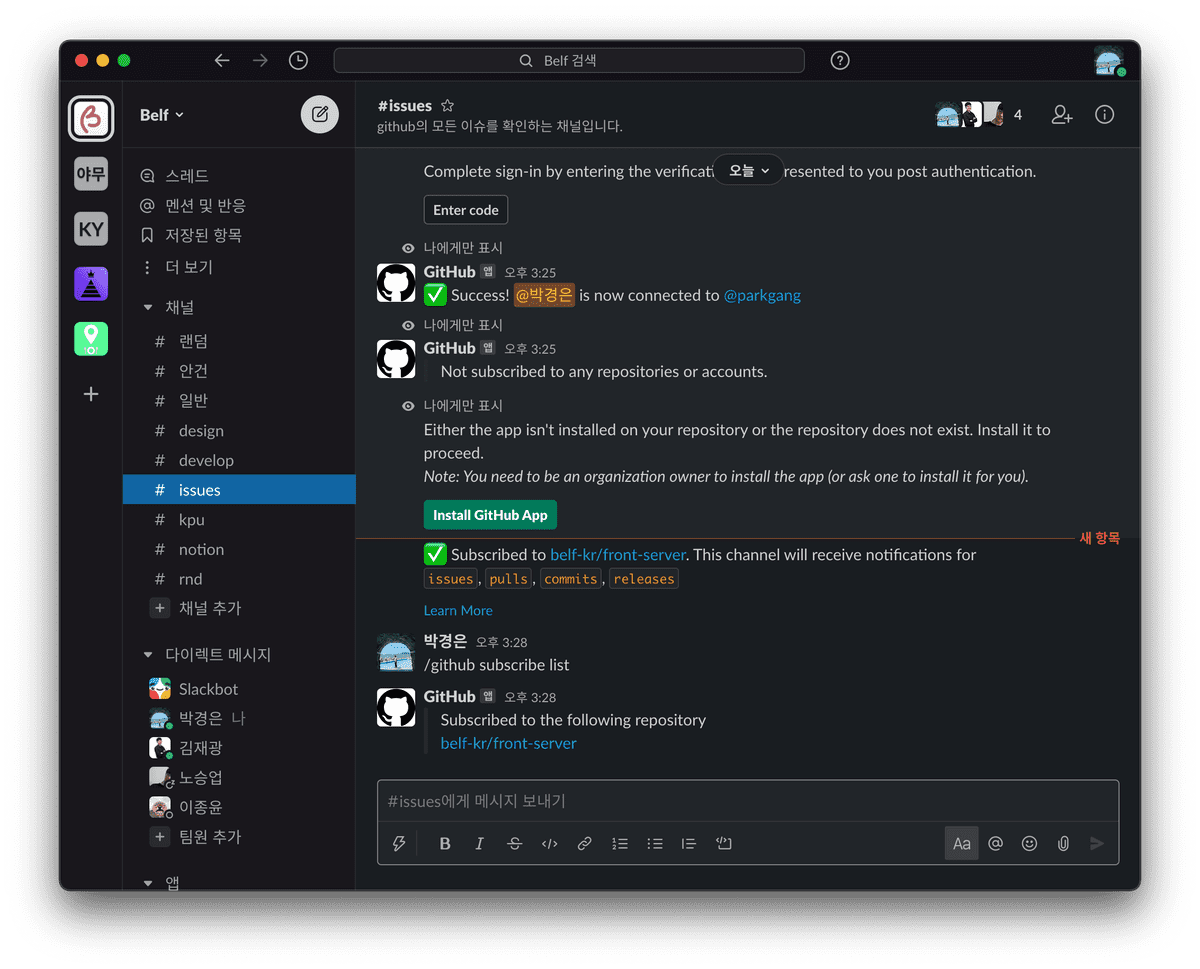 Belf 검색
Belf
야무
KY
스레드
멘션 및 반응
저장된 항목
더 보기
채널
# 랜덤
# 안건
# 일반
# design
# develop
# issues
# kpu
# notion
# rnd
+ 채널 추가
다이렉트 메시지
Slackbot
박경은 나
김재광
노승업
이종윤
+ 팀원 추가
앱
#issues
github의 모든 이슈를 확인하는 채널입니다.
4
오늘
Complete sign-in by entering the verificati resented to you post authentication.
Enter code
나에게만 표시
GitHub 앱 오후 3:25
Success! @박경은 is now connected to @parkgang
나에게만 표시
GitHub 앱 오후 3:25
Not subscribed to any repositories or accounts.
나에게만 표시
Either the app isn't installed on your repository or the repository does not exist. Install it to
proceed.
Note: You need to be an organization owner to install the app (or ask one to install it for you).
Install GitHub App
새 항목
Subscribed to belf-kr/front-server. This channel will receive notifications for
issues, pulls, commits, releases
Learn More
박경은 오후 3:28
/github subscribe list
GitHub 앱 오후 3:28
Subscribed to the following repository
belf-kr/front-server
#issues에게 메시지 보내기
B I S </>
Aa @